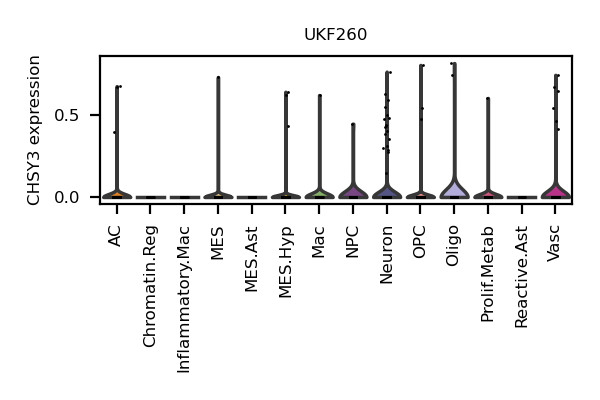 UKF260
CHSY3 expression
0.5
0.0
AC
Chromatin.Reg
Inflammatory.Mac
MES
MES.Ast
MES.Hyp
Mac
NPC
Neuron
OPC
Oligo
Prolif.Metab
Reactive.Ast
Vasc